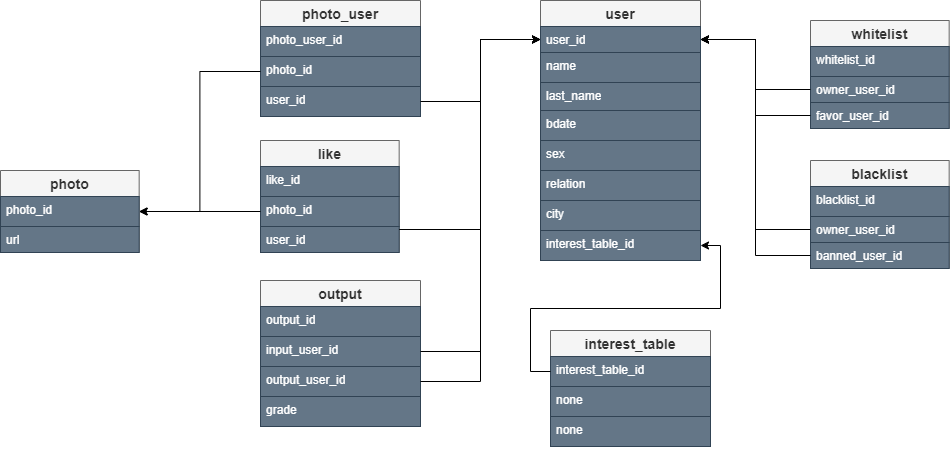 photo_user
photo_user_id
photo_id
user_id
user
user_id
name
last_name
bdate
sex
relation
city
interest_table_id
whitelist
whitelist_id
owner_user_id
favor_user_id
like
like_id
photo_id
user_id
photo
photo_id
url
blacklist
blacklist_id
owner_user_id
banned_user_id
output
output_id
input_user_id
output_user_id
grade
interest_table
interest_table_id
none
none